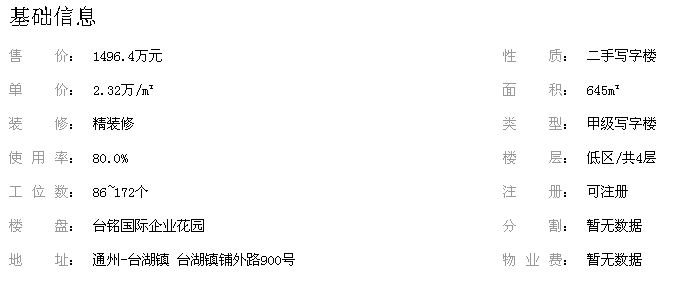 基础信息
售价: 1496.4万元 性质: 二手写字楼
单价: 2.32万/㎡ 面积: 645㎡
装修: 精装修 类型: 甲级写字楼
使用率: 80.0% 楼层: 低区/共4层
工位数: 86~172个 注册: 可注册
楼盘: 台铭国际企业花园 分割: 暂无数据
地址: 通州-台湖镇 台湖镇铺外路900号 物业费: 暂无数据